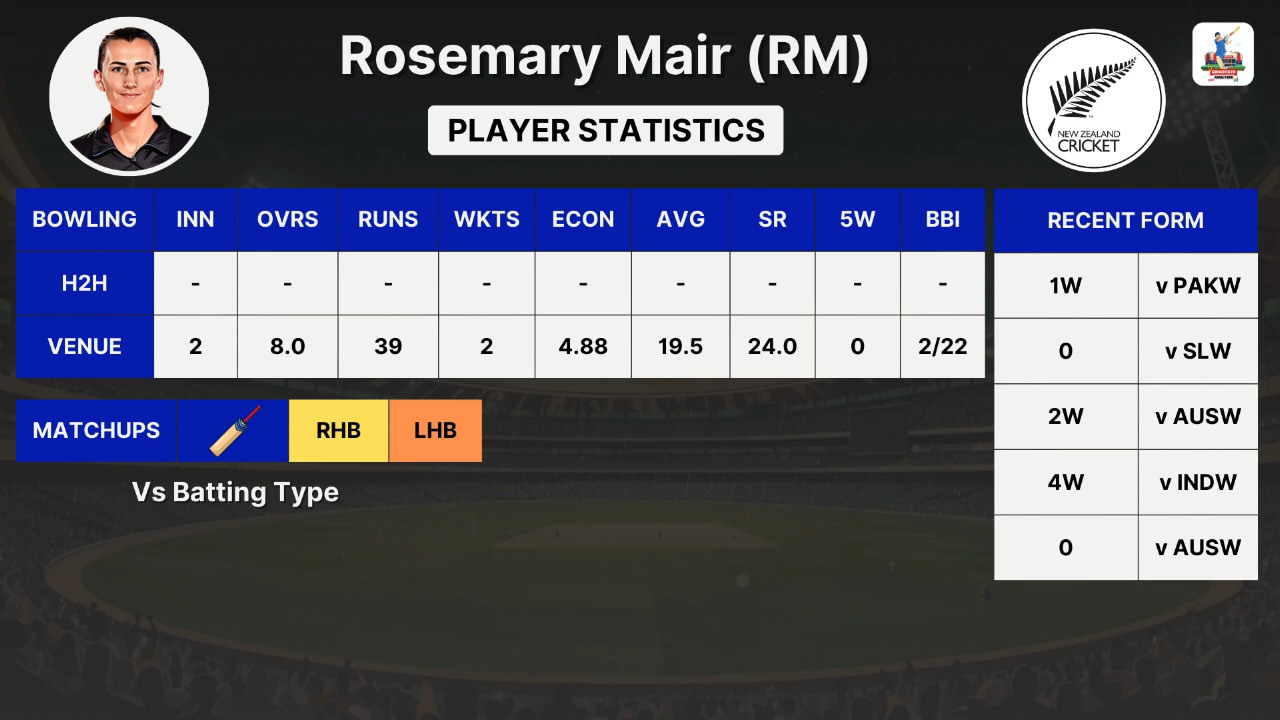 Rosemary Mair (RM)
PLAYER STATISTICS
NEW ZEALAND
CRICKET
BOWLING INN OVRS RUNS WKTS ECON AVG SR 5W BBI
H2H - - - - - - - - -
VENUE 2 8.0 39 2 4.88 19.5 24.0 0 2/22
RECENT FORM
1W v PAKW
0 v SLW
2W v AUSW
4W v INDW
0 v AUSW
MATCHUPS RHB LHB
Vs Batting Type